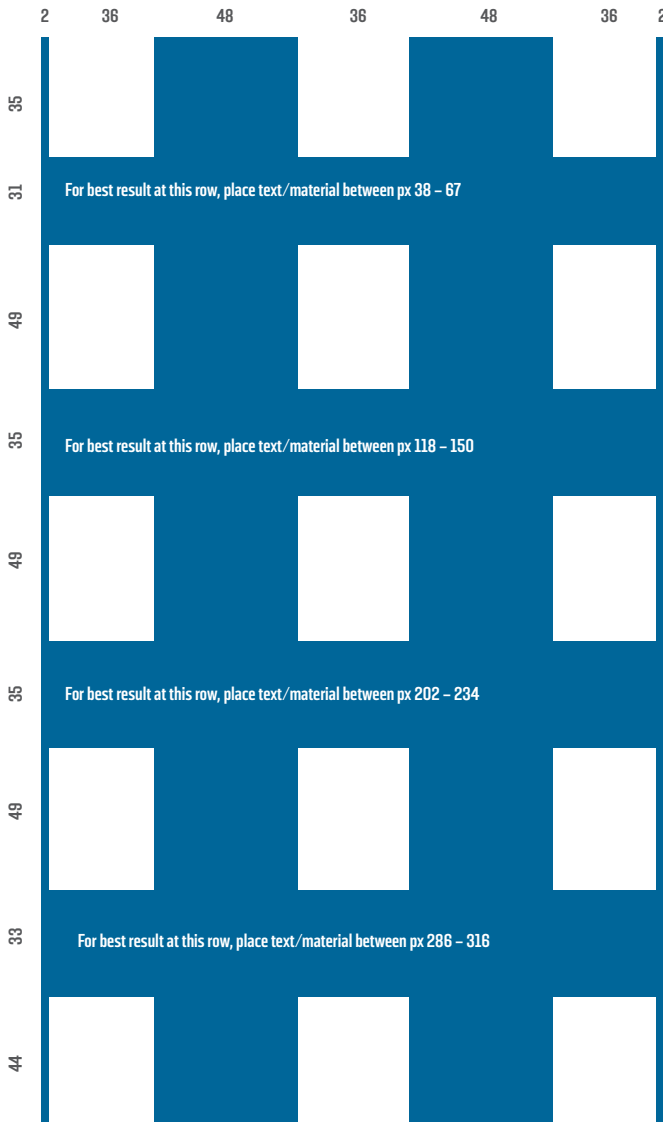 2 36 48 36 48 36 2
35
31
For best result at this row, place text/material between px 38 – 67
49
35
For best result at this row, place text/material between px 118 – 150
49
35
For best result at this row, place text/material between px 202 – 234
49
33
For best result at this row, place text/material between px 286 – 316
44